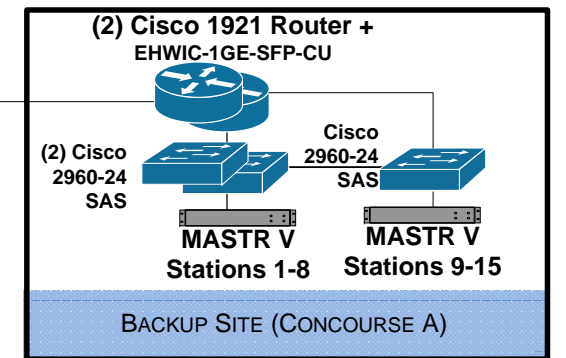 (2) Cisco 1921 Router +
EHWIC-1GE-SFP-CU
(2) Cisco
2960-24
SAS
Cisco
2960-24
SAS
MASTR V
Stations 1-8
MASTR V
Stations 9-15
BACKUP SITE (CONCOURSE A)